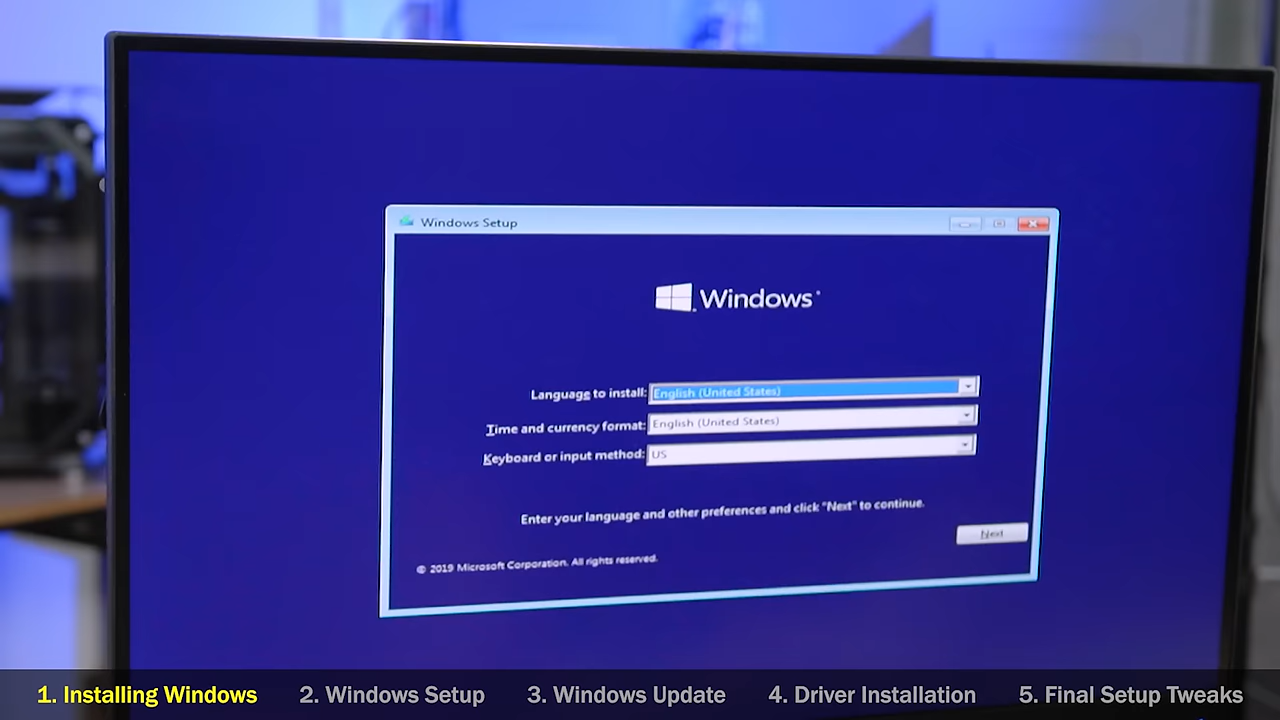 Windows Setup
Windows
Language to install: English (United States)
Time and currency format: English (United States)
Keyboard or input method: US
Enter your language and other preferences and click "Next" to continue.
Next
© 2019 Microsoft Corporation. All rights reserved.
1. Installing Windows 2. Windows Setup 3. Windows Update 4. Driver Installation 5. Final Setup Tweaks